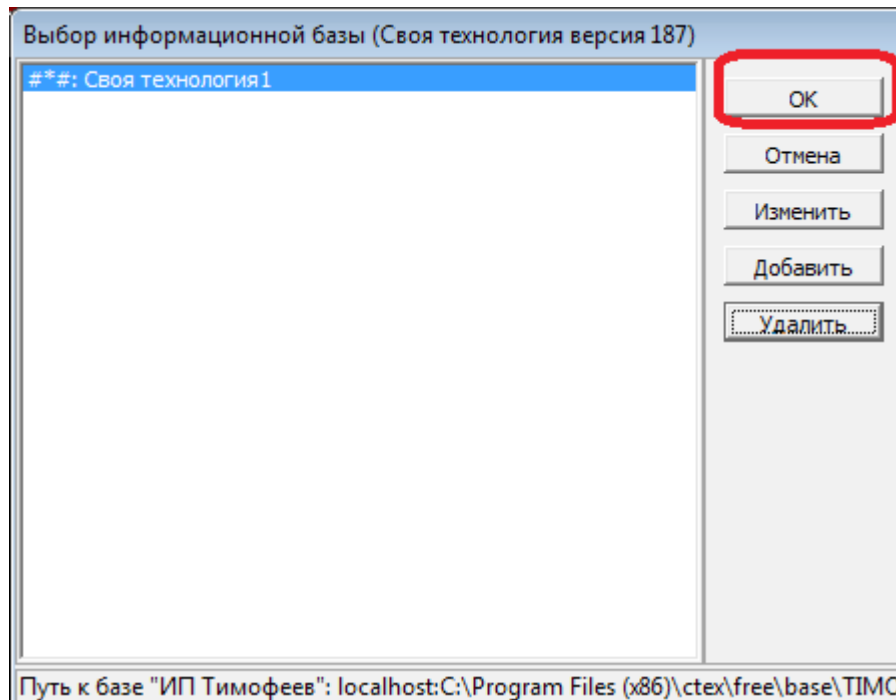 Выбор информационной базы (Своя технология версия 187)
#*#: Своя технология1
ОК
Отмена
Изменить
Добавить
Удалить
Путь к базе "ИП Тимофеев": localhost:C:\Program Files (x86)\ctex\free\base\TIMO